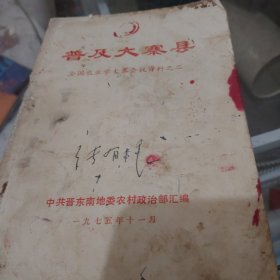 普及大寨县
全国农业学大寨会议资料之二
中共晋东南地委农村政治部汇编
一九七五年十一月